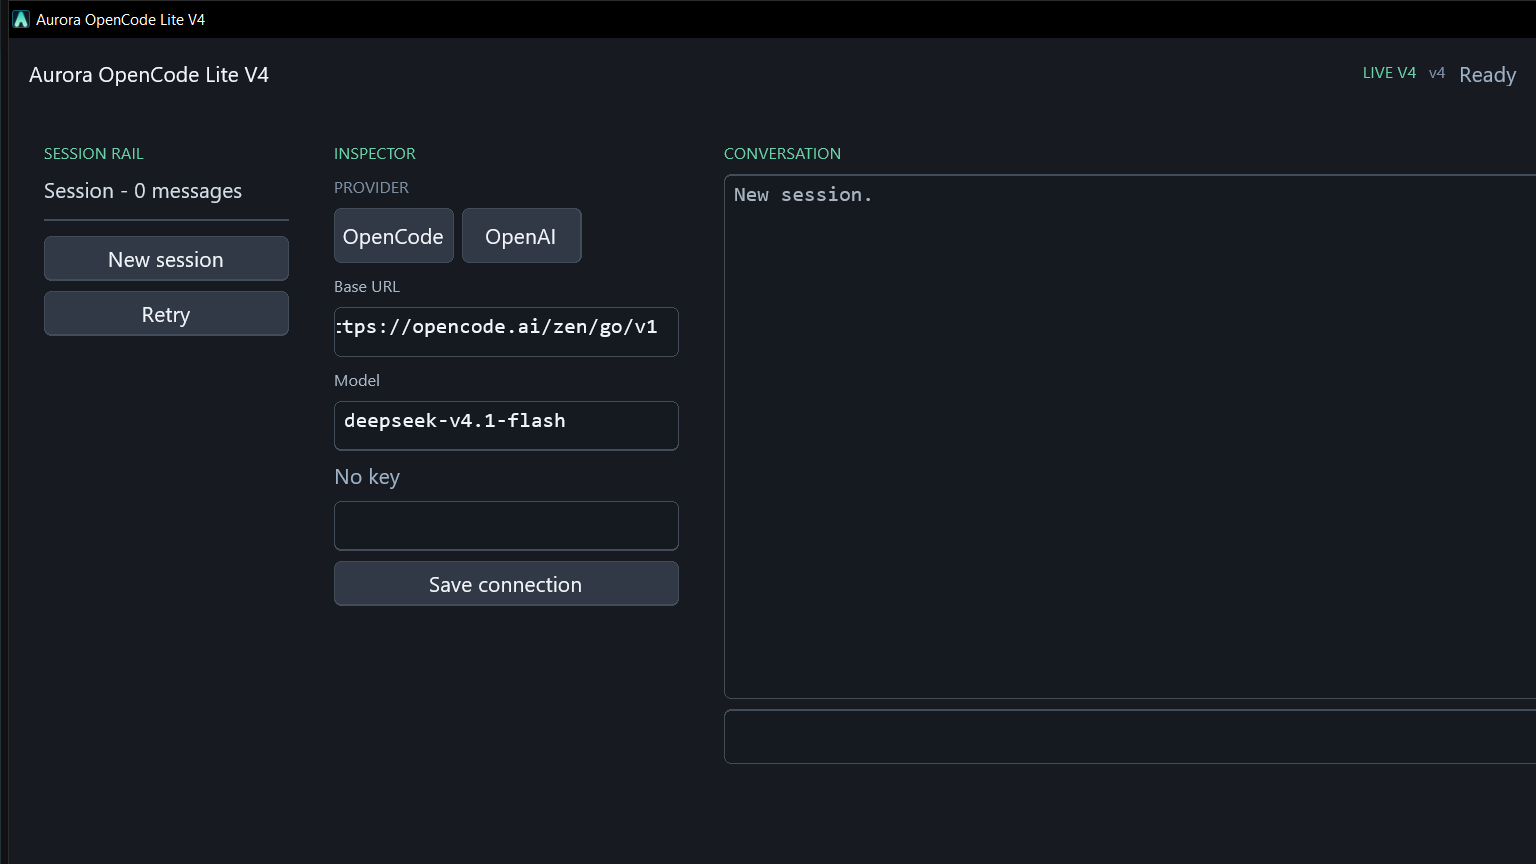 Aurora OpenCode Lite V4
Aurora OpenCode Lite V4
LIVE V4 v4 Ready
SESSION RAIL
Session - 0 messages
New session
Retry
INSPECTOR
PROVIDER
OpenCode OpenAI
Base URL
ttps://opencode.ai/zen/go/v1
Model
deepseek-v4.1-flash
No key
Save connection
CONVERSATION
New session.